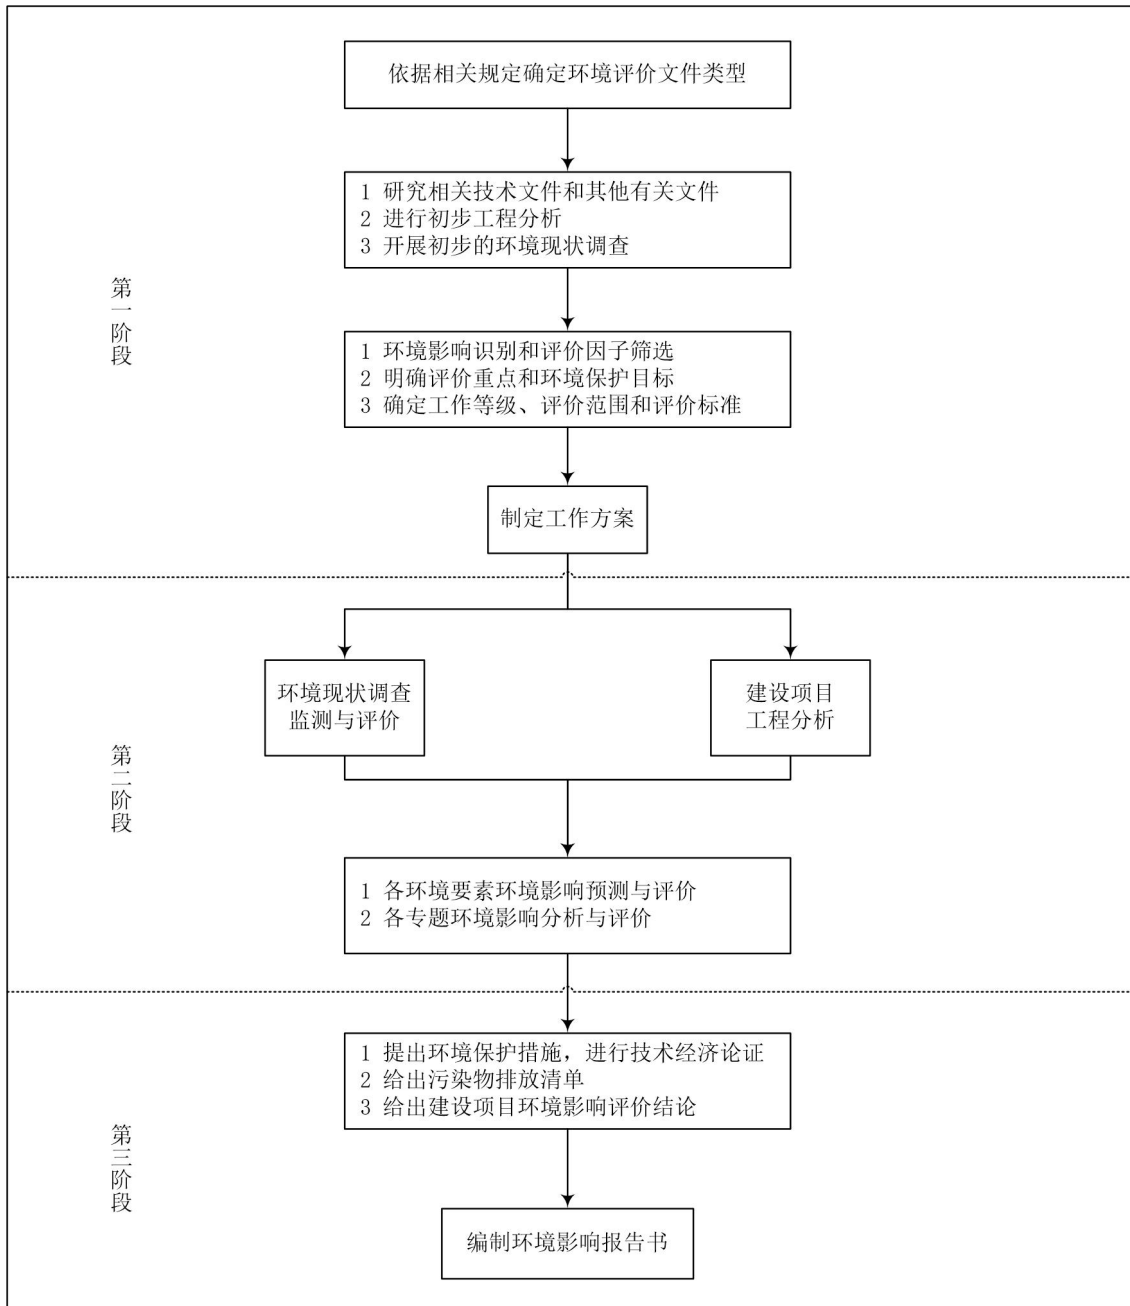 依据相关规定确定环境评价文件类型
1 研究相关技术文件和其他有关文件
2 进行初步工程分析
3 开展初步的环境现状调查
第一阶段
1 环境影响识别和评价因子筛选
2 明确评价重点和环境保护目标
3 确定工作等级、评价范围和评价标准
制定工作方案
环境现状调查
监测与评价
建设项目
工程分析
第二阶段
1 各环境要素环境影响预测与评价
2 各专题环境影响分析与评价
1 提出环境保护措施，进行技术经济论证
2 给出污染物排放清单
3 给出建设项目环境影响评价结论
第三阶段
编制环境影响报告书